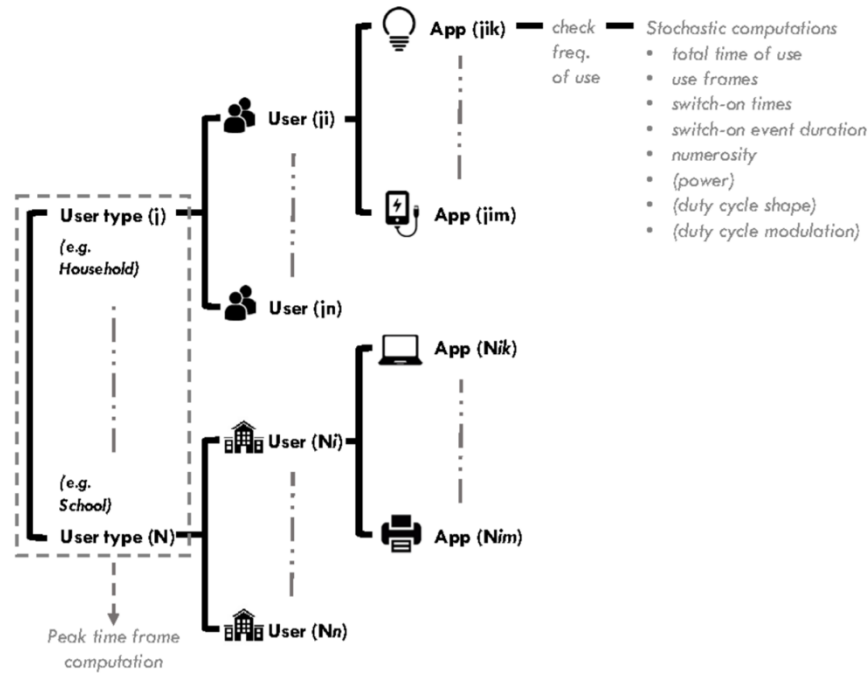 App (jik)
check
freq.
of use
Stochastic computations
• total time of use
• use frames
• switch-on times
• switch-on event duration
• numerosity
• (power)
• (duty cycle shape)
• (duty cycle modulation)
User (ji)
User type (j)
(e.g.
Household)
App (jim)
User (jn)
App (Nik)
User (Ni)
(e.g.
School)
User type (N)
App (Nim)
User (Nn)
Peak time frame
computation